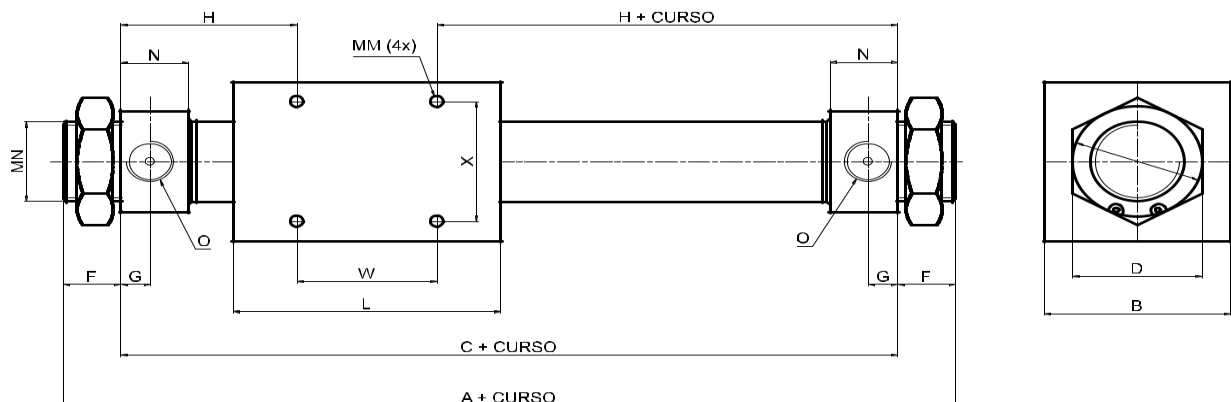 H
H + CURSO
MM (4x)
N
N
MN
X
O
O
F
G
W
G
F
L
D
B
C + CURSO
A + CURSO